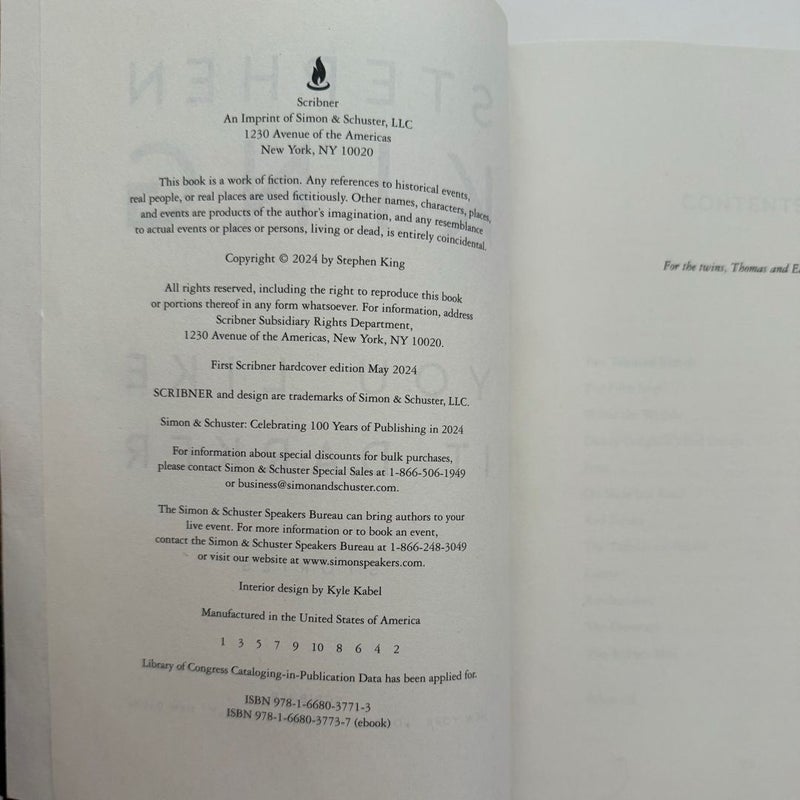 Scribner
An Imprint of Simon & Schuster, LLC
1230 Avenue of the Americas
New York, NY 10020
This book is a work of fiction. Any references to historical events,
real people, or real places are used fictitiously. Other names, characters, places,
and events are products of the author's imagination, and any resemblance
to actual events or places or persons, living or dead, is entirely coincidental.
Copyright © 2024 by Stephen King
All rights reserved, including the right to reproduce this book
or portions thereof in any form whatsoever. For information, address
Scribner Subsidiary Rights Department,
1230 Avenue of the Americas, New York, NY 10020.
First Scribner hardcover edition May 2024
SCRIBNER and design are trademarks of Simon & Schuster, LLC.
Simon & Schuster: Celebrating 100 Years of Publishing in 2024
For information about special discounts for bulk purchases,
please contact Simon & Schuster Special Sales at 1-866-506-1949
or business@simonandschuster.com.
The Simon & Schuster Speakers Bureau can bring authors to your
live event. For more information or to book an event,
contact the Simon & Schuster Speakers Bureau at 1-866-248-3049
or visit our website at www.simonspeakers.com.
Interior design by Kyle Kabel
Manufactured in the United States of America
1 3 5 7 9 10 8 6 4 2
Library of Congress Cataloging-in-Publication Data has been applied for.
ISBN 978-1-6680-3771-3
ISBN 978-1-6680-3773-7 (ebook)
For the twins, Thomas and